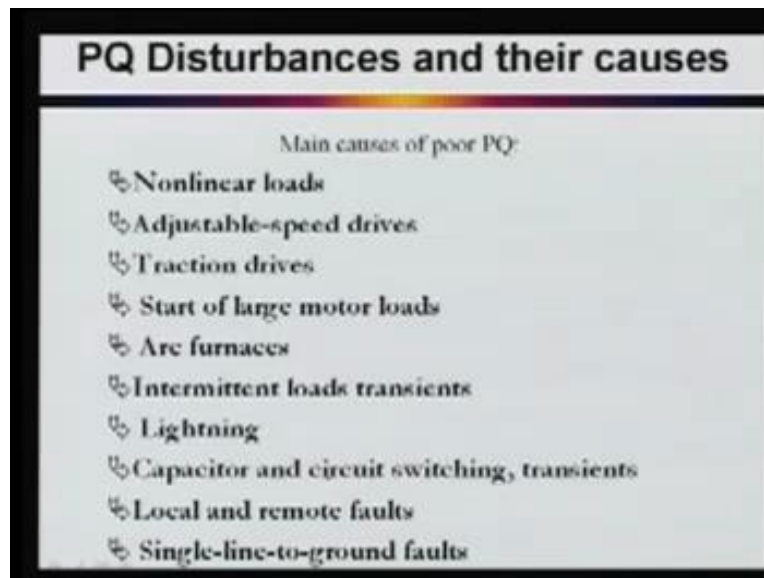 PQ Disturbances and their causes
Main causes of poor PQ:
Nonlinear loads
Adjustable-speed drives
Traction drives
Start of large motor loads
Arc furnaces
Intermittent loads transients
Lightning
Capacitor and circuit switching, transients
Local and remote faults
Single-line-to-ground faults